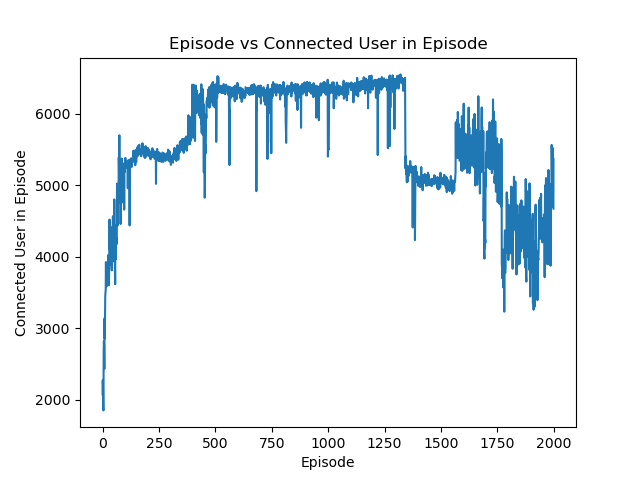 Episode vs Connected User in Episode
Connected User in Episode
6000
5000
4000
3000
2000
0 250 500 750 1000 1250 1500 1750 2000
Episode